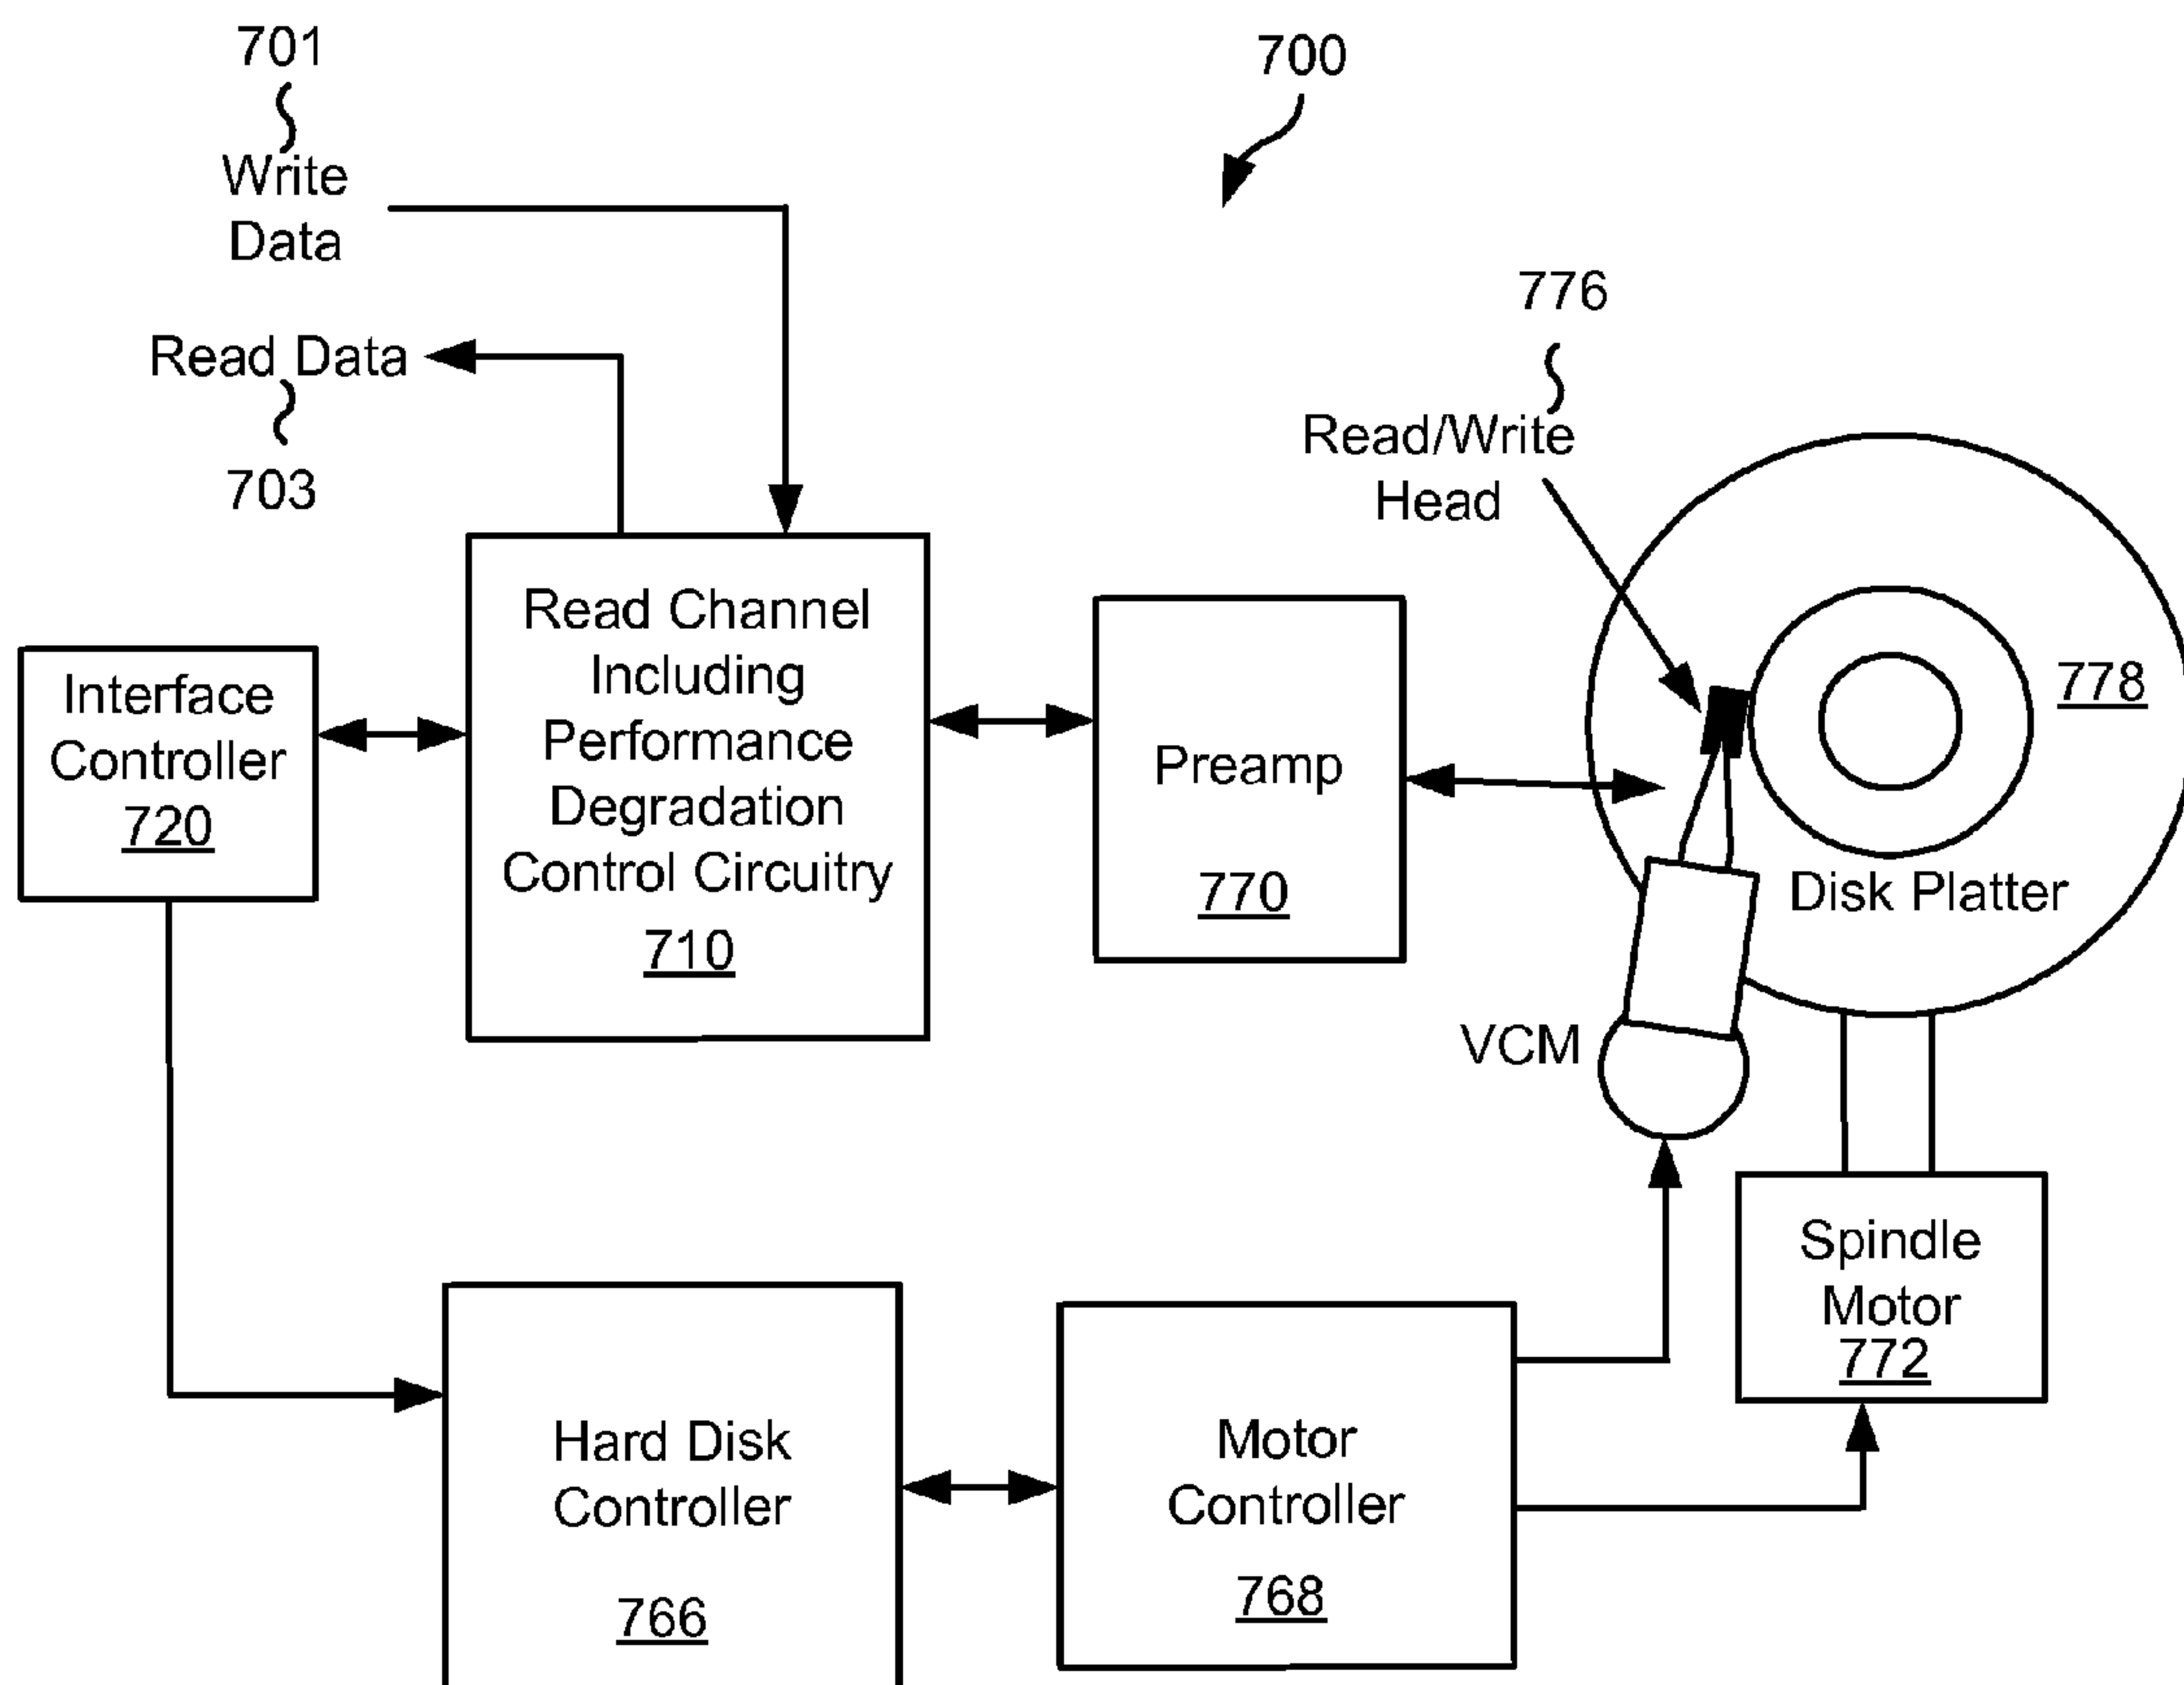 701
Write
Data
700
Read Data
703
776
Read/Write
Head
Interface
Controller
720
Read Channel
Including
Performance
Degradation
Control Circuitry
710
Preamp
770
778
Disk Platter
VCM
Spindle
Motor
772
Hard Disk
Controller
766
Motor
Controller
768